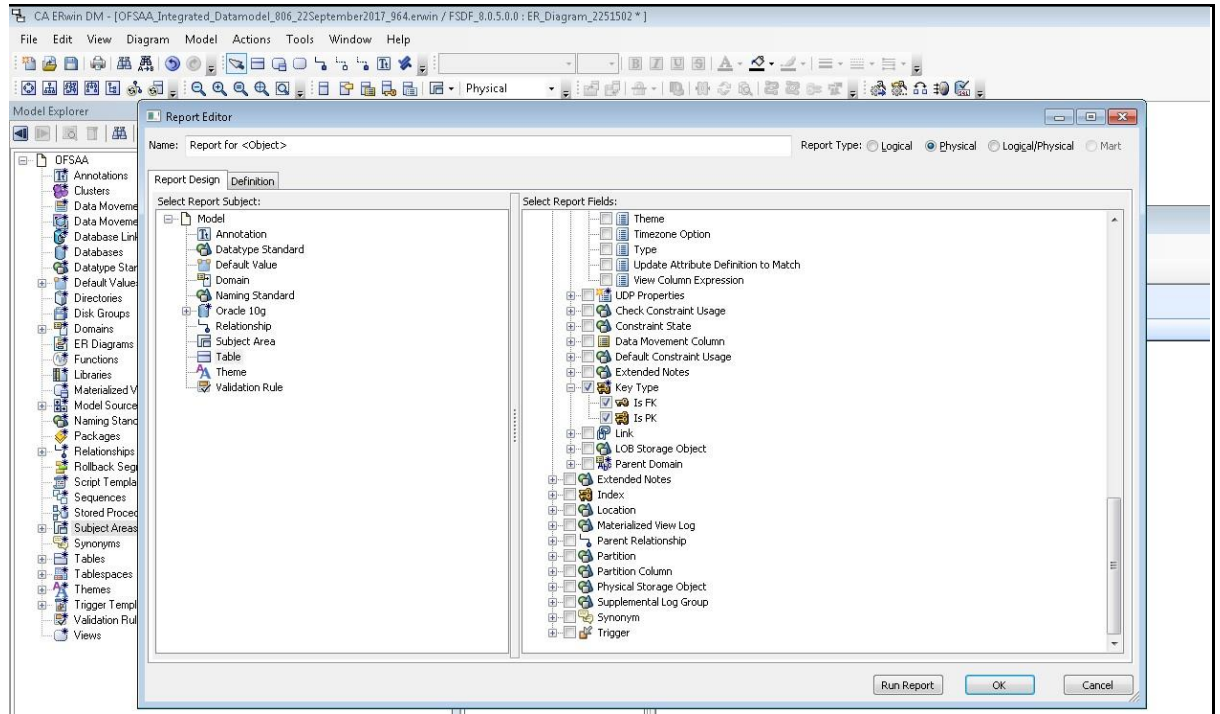 CA ERwin DM - [OFSAA_Integrated_Datamodel_806_22September2017_964.erwin / FSDF_8.0.5.0.0 : ER_Diagram_2251502 * ]
File Edit View Diagram Model Actions Tools Window Help
B I U S A
Physical
Model Explorer
OFSAA
Annotations
Clusters
Data Moveme
Data Moveme
Database Link
Databases
Datatype Star
Default Value:
Directories
Disk Groups
Domains
ER Diagrams
Functions
Libraries
Materialized V
Model Source
Naming Stand
Packages
Relationships
Rollback Seg
Script Templa
Sequences
Stored Proced
Subject Areas
Synonyms
Tables
Tablespaces
Themes
Trigger Templ
Validation Rul
Views
Report Editor
Name: Report for <Object> Report Type: Logical Physical Logical/Physical Mart
Report Design Definition
Select Report Subject:
Model
Annotation
Datatype Standard
Default Value
Domain
Naming Standard
Oracle 10g
Relationship
Subject Area
Table
Theme
Validation Rule
Select Report Fields:
Theme
Timezone Option
Type
Update Attribute Definition to Match
View Column Expression
UDP Properties
Check Constraint Usage
Constraint State
Data Movement Column
Default Constraint Usage
Extended Notes
Key Type
Is FK
Is PK
Link
LOB Storage Object
Parent Domain
Extended Notes
Index
Location
Materialized View Log
Parent Relationship
Partition
Partition Column
Physical Storage Object
Supplemental Log Group
Synonym
Trigger
Run Report OK Cancel